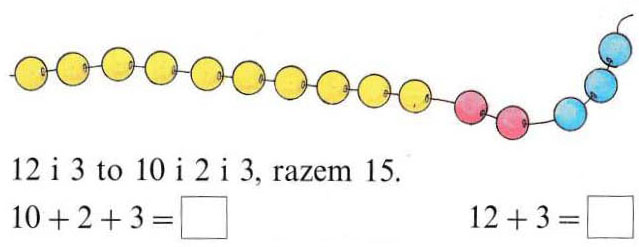 12 i 3 to 10 i 2 i 3, razem 15.
10 + 2 + 3 = □ 12 + 3 = □